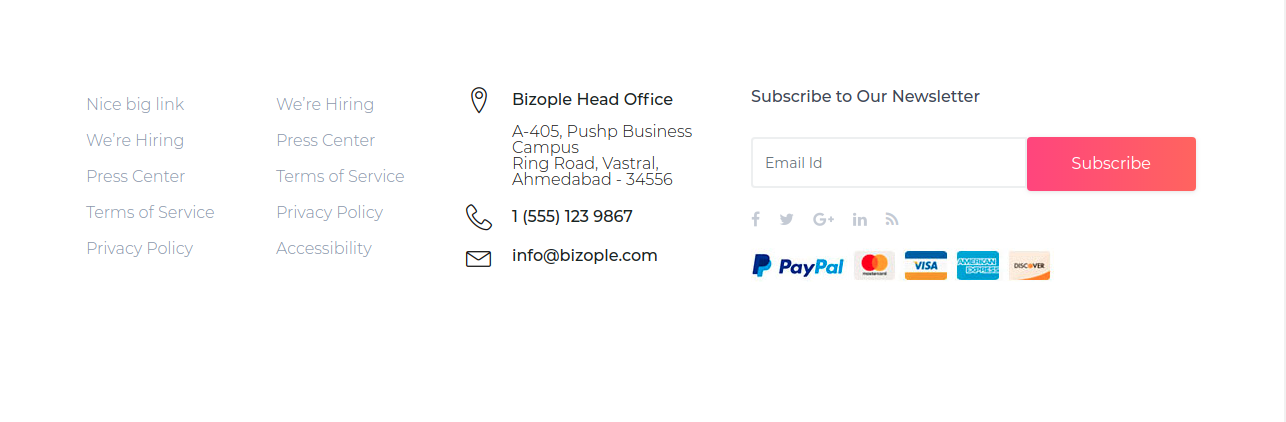 Nice big link
We’re Hiring
Press Center
Terms of Service
Privacy Policy
We’re Hiring
Press Center
Terms of Service
Privacy Policy
Accessibility
Bizople Head Office
A-405, Pushp Business
Campus
Ring Road, Vastral,
Ahmedabad - 34556
1 (555) 123 9867
info@bizople.com
Subscribe to Our Newsletter
Email Id
Subscribe
PayPal
mastercard
VISA
AMERICAN
EXPRESS
DISCOVER